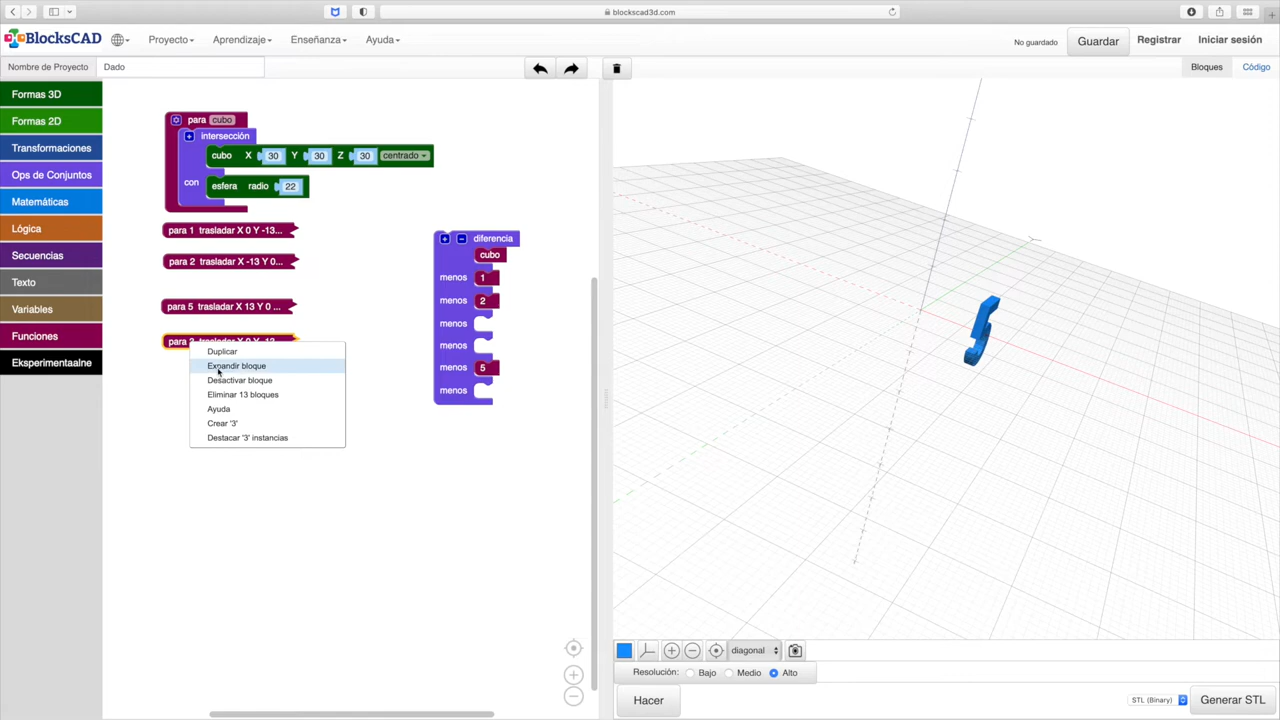 blockscad3d.com
BlocksCAD
Proyecto
Aprendizaje
Enseñanza
Ayuda
No guardado
Guardar
Registrar
Iniciar sesión
Nombre de Proyecto
Dado
Bloques
Código
Formas 3D
Formas 2D
Transformaciones
Ops de Conjuntos
Matemáticas
Lógica
Secuencias
Texto
Variables
Funciones
Eksperimentaalne
para cubo
intersección
cubo X 30 Y 30 Z 30 centrado
con esfera radio 22
para 1 trasladar X 0 Y -13...
para 2 trasladar X -13 Y 0...
para 5 trasladar X 13 Y 0 ...
para 3 trasladar X 0 Y -13...
Duplicar
Expandir bloque
Desactivar bloque
Eliminar 13 bloques
Ayuda
Crear '3'
Destacar '3' instancias
+ − diferencia
cubo
menos 1
menos 2
menos
menos
menos 5
menos
diagonal
Resolución: Bajo Medio Alto
Hacer
STL (Binary)
Generar STL